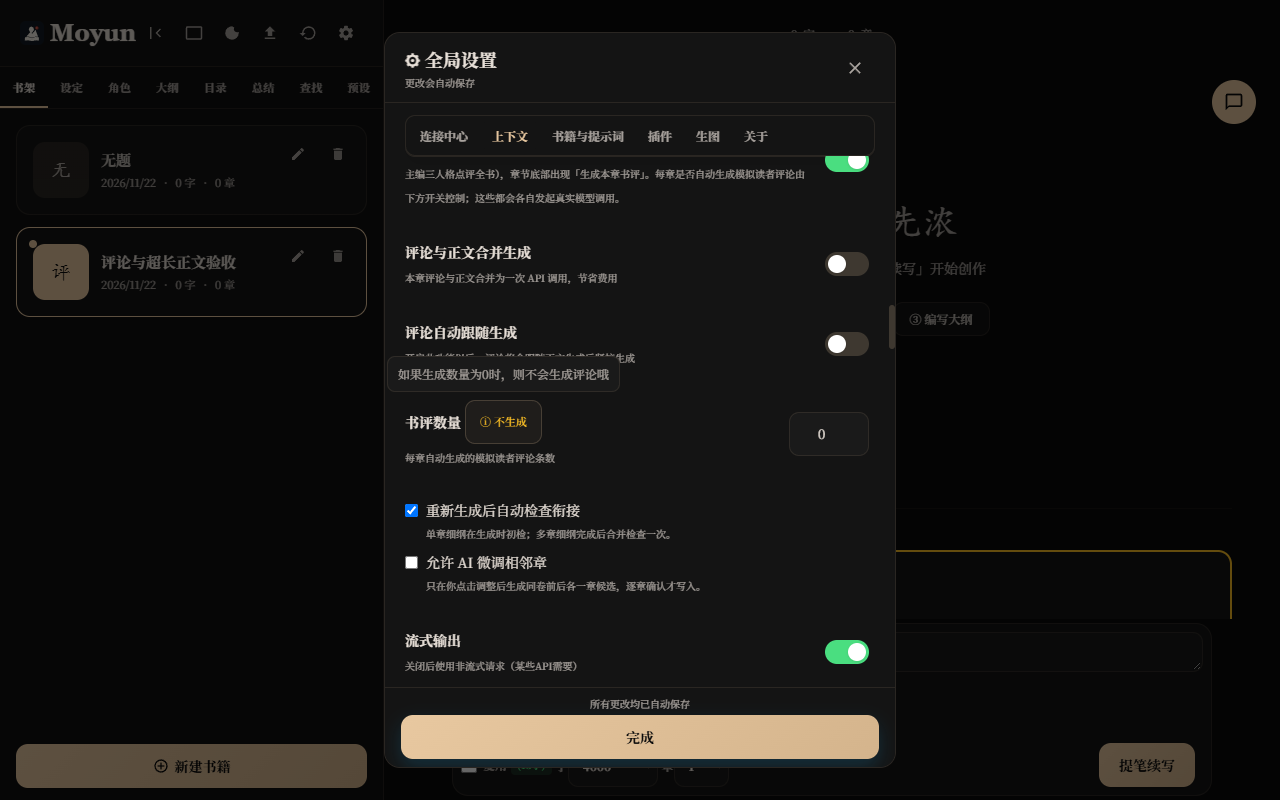 Moyun
书架 设定 角色 大纲 目录 总结 查找 预设
无
无题
2026/11/22 · 0 字 · 0 章
评
评论与超长正文验收
2026/11/22 · 0 字 · 0 章
新建书籍
全局设置
更改会自动保存
连接中心 上下文 书籍与提示词 插件 生图 关于
主编三人格点评全书），章节底部出现「生成本章书评」。每章是否自动生成模拟读者评论由
下方开关控制；这些都会各自发起真实模型调用。
评论与正文合并生成
本章评论与正文合并为一次 API 调用，节省费用
评论自动跟随生成
如果生成数量为0时，则不会生成评论哦
书评数量
ⓘ 不生成
0
每章自动生成的模拟读者评论条数
重新生成后自动检查衔接
单章细纲在生成时初检；多章细纲完成后合并检查一次。
允许 AI 微调相邻章
只在你点击调整后生成同卷前后各一章候选，逐章确认才写入。
流式输出
关闭后使用非流式请求（某些API需要）
所有更改均已自动保存
完成
先浓
续写」开始创作
③ 编写大纲
提笔续写